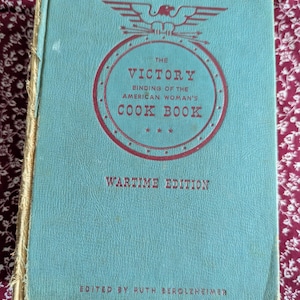 THE
VICTORY
BINDING OF THE
AMERICAN WOMAN'S
COOK BOOK
WARTIME EDITION
EDITED BY RUTH BEROLZHEIMER